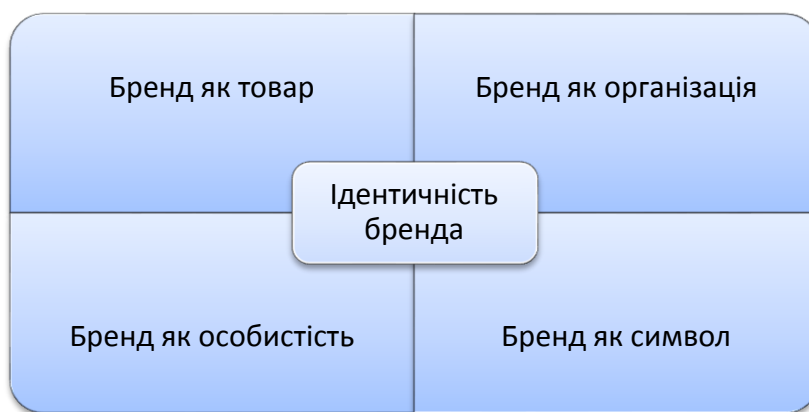 Бренд як товар
Бренд як організація
Ідентичність
бренда
Бренд як особистість
Бренд як символ